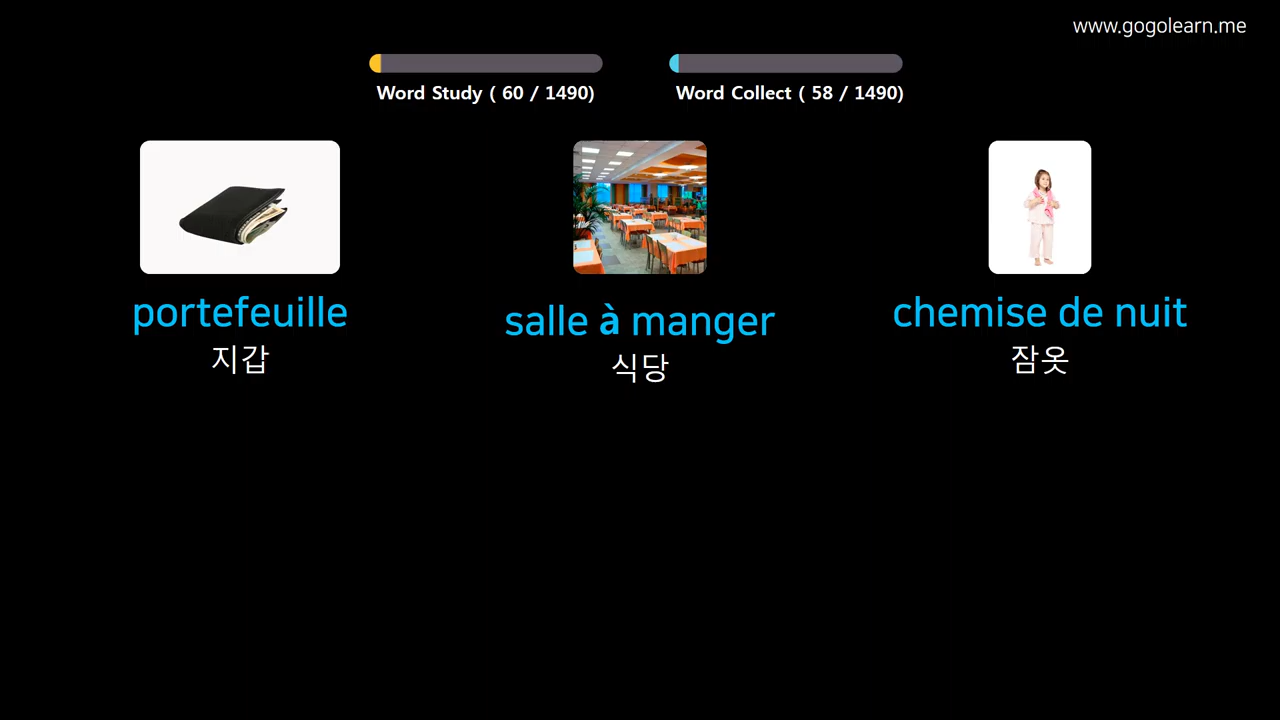 www.gogolearn.me
Word Study ( 60 / 1490)
Word Collect ( 58 / 1490)
portefeuille
지갑
salle à manger
식당
chemise de nuit
잠옷